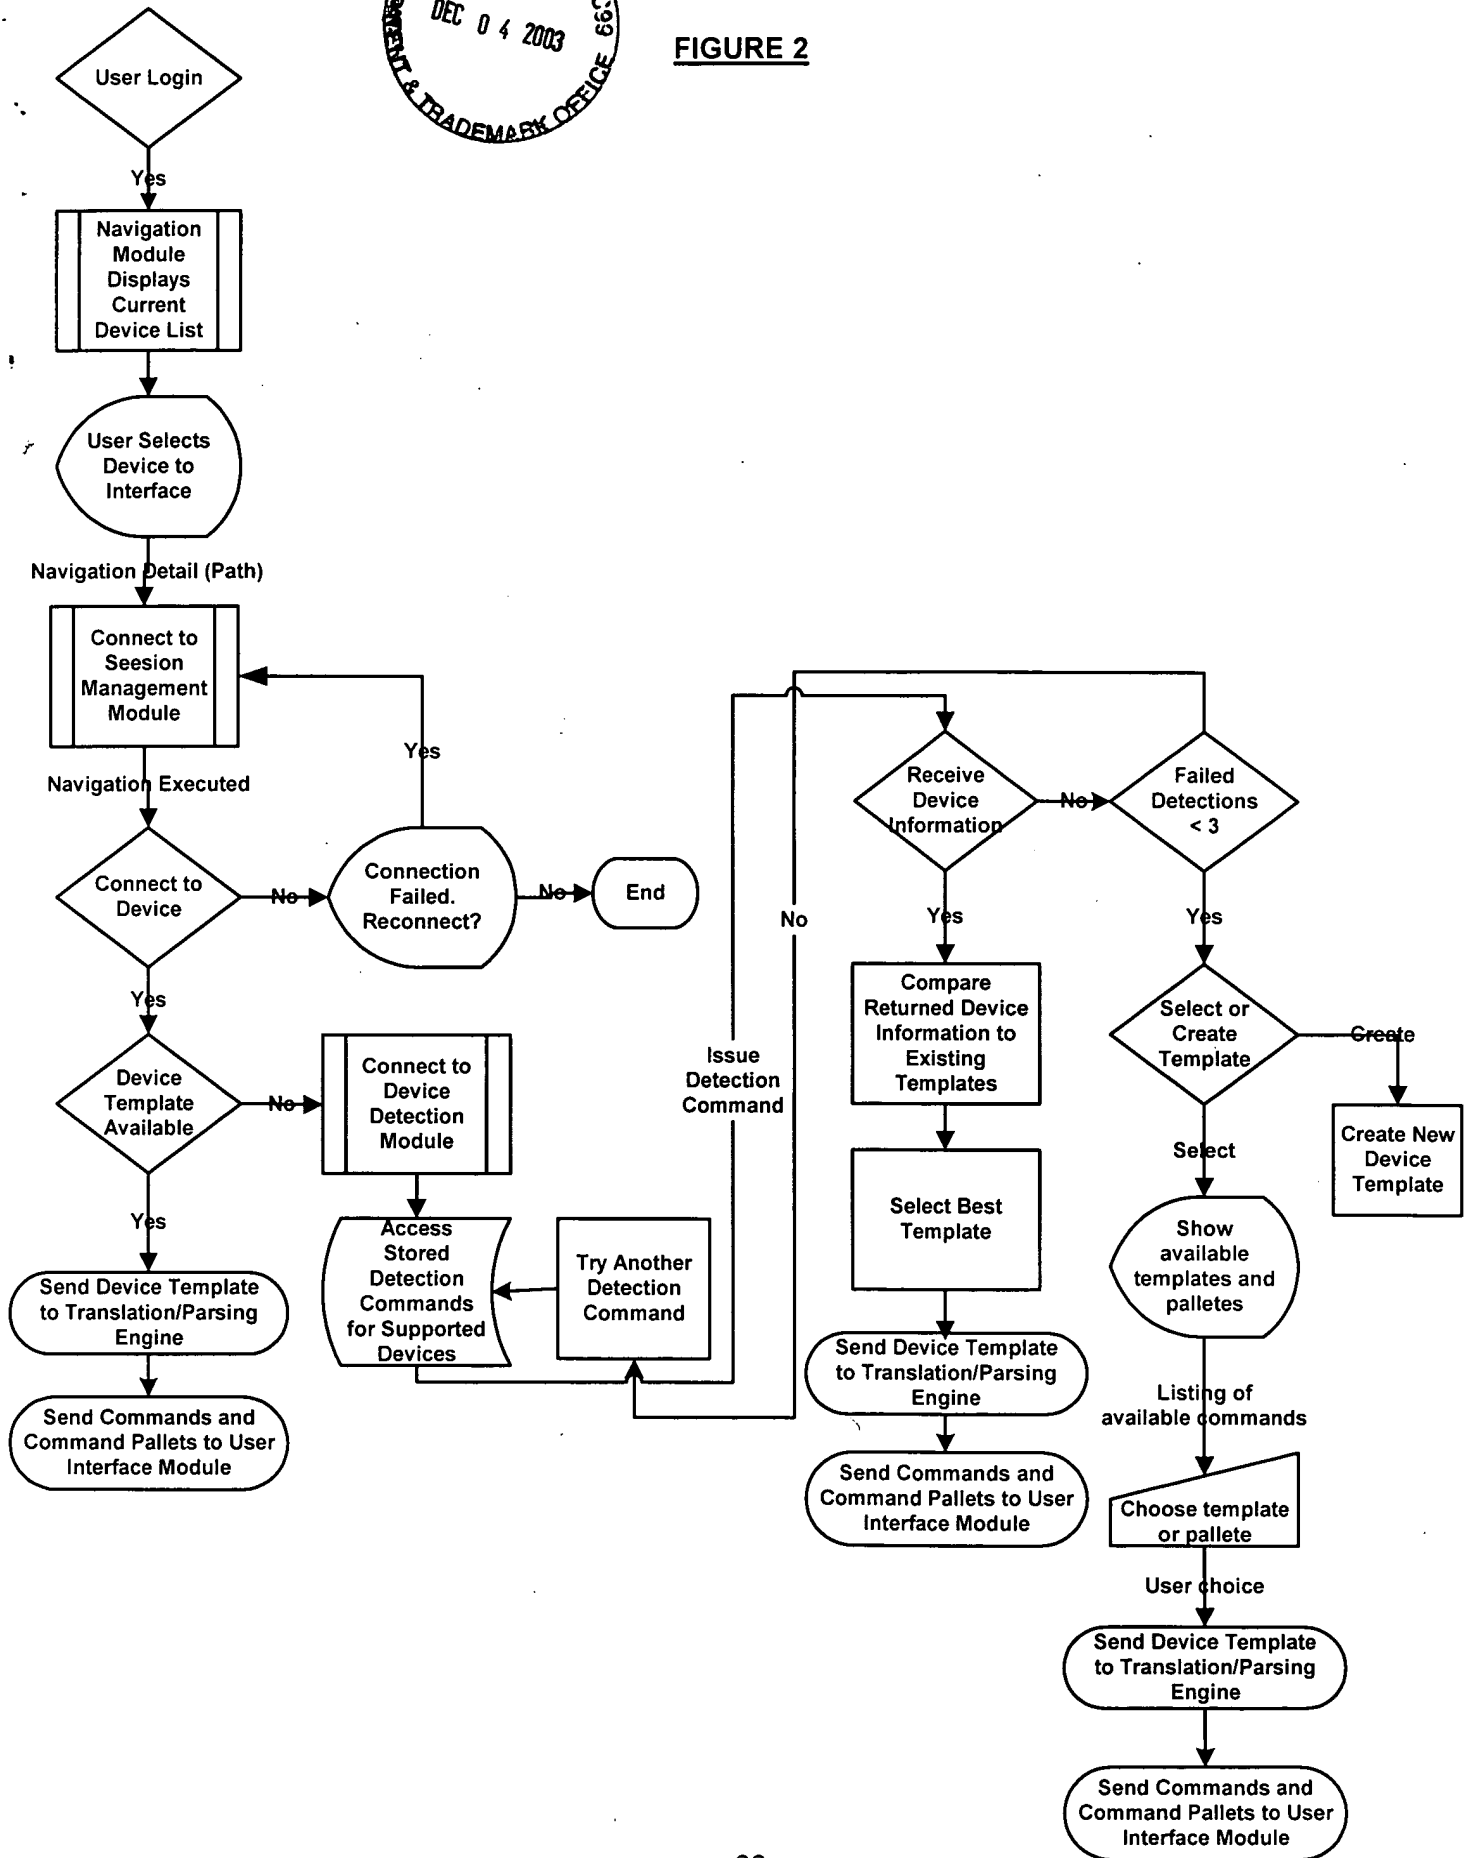 DEC 04 2003
ENT & TRADEMARK OFFICE
FIGURE 2
User Login
Yes
Navigation
Module
Displays
Current
Device List
User Selects
Device to
Interface
Navigation Detail (Path)
Connect to
Seesion
Management
Module
Navigation Executed
Yes
Connect to
Device
No
Connection
Failed.
Reconnect?
No
End
Yes
Device
Template
Available
No
Connect to
Device
Detection
Module
Yes
Send Device Template
to Translation/Parsing
Engine
Send Commands and
Command Pallets to User
Interface Module
Access
Stored
Detection
Commands
for Supported
Devices
Try Another
Detection
Command
Issue
Detection
Command
No
Receive
Device
Information
No
Failed
Detections
< 3
Yes
Yes
Compare
Returned Device
Information to
Existing
Templates
Select Best
Template
Send Device Template
to Translation/Parsing
Engine
Send Commands and
Command Pallets to User
Interface Module
Select or
Create
Template
Create
Create New
Device
Template
Select
Show
available
templates and
palletes
Listing of
available commands
Choose template
or pallete
User choice
Send Device Template
to Translation/Parsing
Engine
Send Commands and
Command Pallets to User
Interface Module